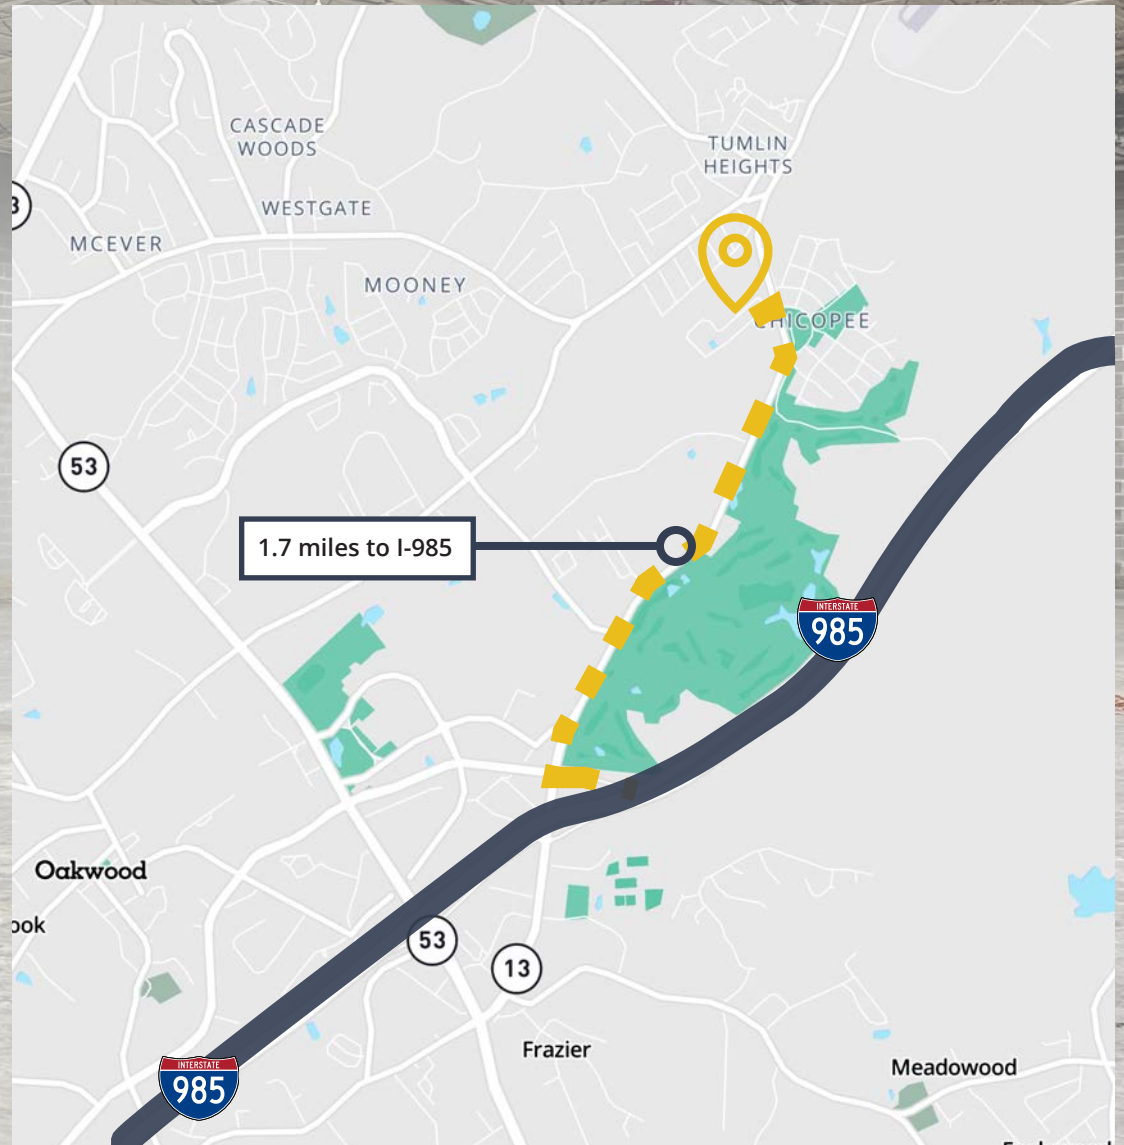 CASCADE
WOODS
TUMLIN
HEIGHTS
WESTGATE
MCEVER
MOONEY
CHICOPEE
53
1.7 miles to I-985
INTERSTATE
985
Oakwood
ook
53
13
Frazier
INTERSTATE
985
Meadowood